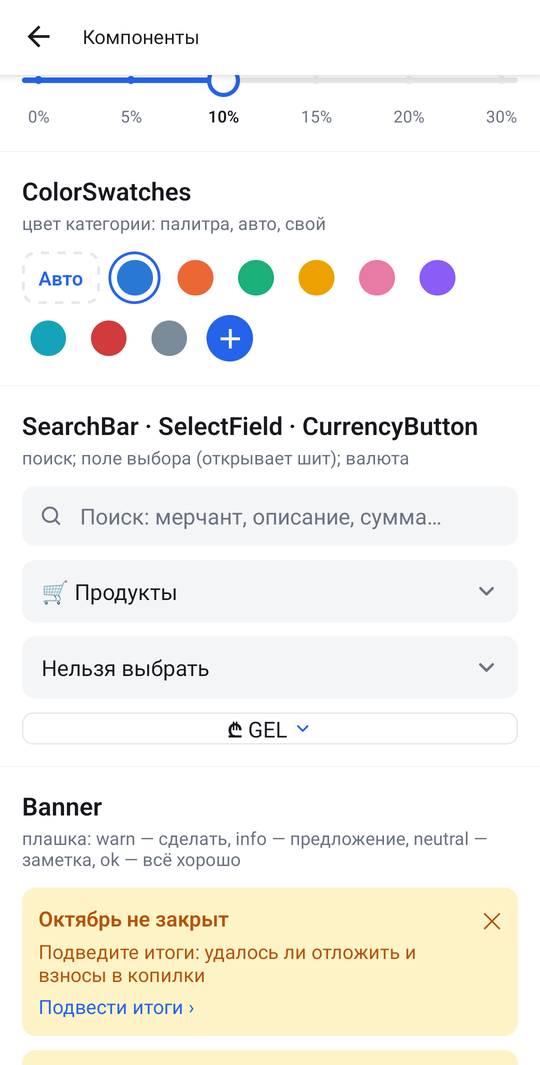 Компоненты
0% 5% 10% 15% 20% 30%
ColorSwatches
цвет категории: палитра, авто, свой
Авто
SearchBar · SelectField · CurrencyButton
поиск; поле выбора (открывает шит); валюта
Поиск: мерчант, описание, сумма…
🛒 Продукты
Нельзя выбрать
₾ GEL
Banner
плашка: warn — сделать, info — предложение, neutral —
заметка, ok — всё хорошо
Октябрь не закрыт
Подведите итоги: удалось ли отложить и
взносы в копилки
Подвести итоги ›